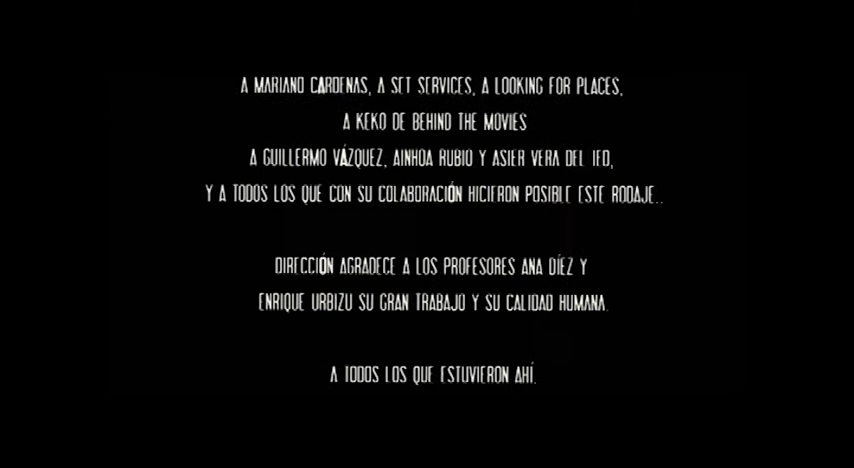 A MARIANO CÁRDENAS, A SET SERVICES, A LOOKING FOR PLACES,
A KEKO DE BEHIND THE MOVIES
A GUILLERMO VÁZQUEZ, AINHOA RUBIO Y ASIER VERA DEL IED,
Y A TODOS LOS QUE CON SU COLABORACIÓN HICIERON POSIBLE ESTE RODAJE..
DIRECCIÓN AGRADECE A LOS PROFESORES ANA DÍEZ Y
ENRIQUE URBIZU SU GRAN TRABAJO Y SU CALIDAD HUMANA.
A TODOS LOS QUE ESTUVIERON AHÍ.